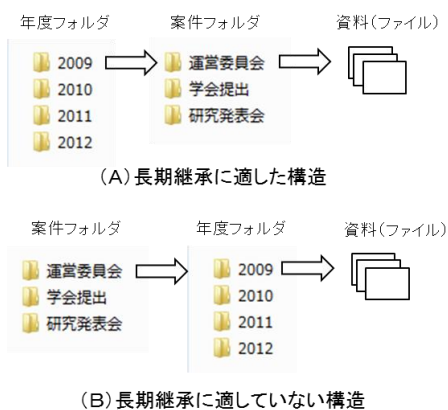 年度フォルダ 案件フォルダ 資料(ファイル)
2009 運営委員会
2010 学会提出
2011 研究発表会
2012
(A)長期継承に適した構造
案件フォルダ 年度フォルダ 資料(ファイル)
運営委員会 2009
学会提出 2010
研究発表会 2011
2012
(B)長期継承に適していない構造